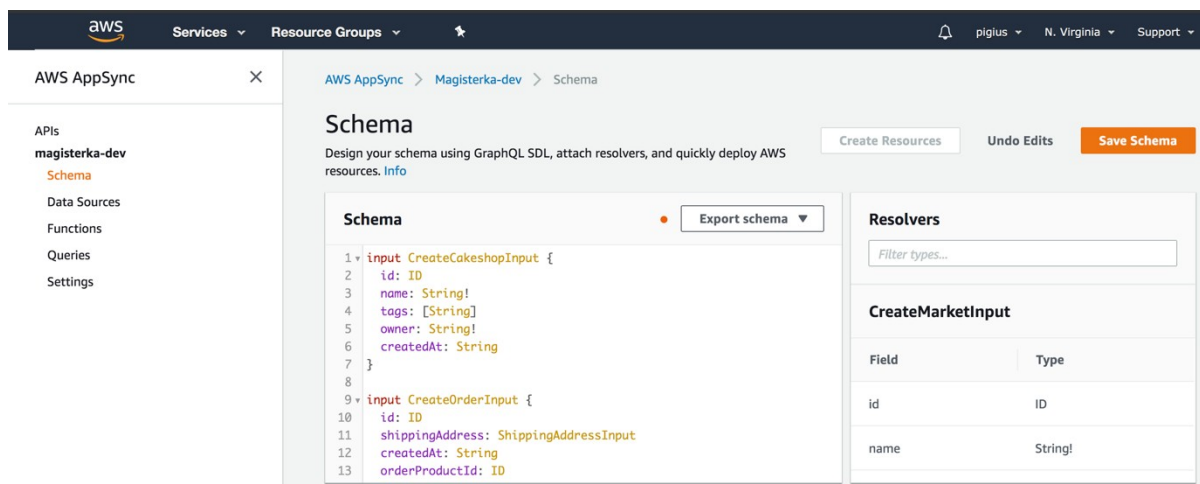 aws Services Resource Groups pigius N. Virginia Support
AWS AppSync
APIs
magisterka-dev
Schema
Data Sources
Functions
Queries
Settings
AWS AppSync > Magisterka-dev > Schema
Schema
Design your schema using GraphQL SDL, attach resolvers, and quickly deploy AWS
resources. Info
Create Resources Undo Edits Save Schema
Schema Export schema
1 input CreateCakeshopInput {
2 id: ID
3 name: String!
4 tags: [String]
5 owner: String!
6 createdAt: String
7 }
8
9 input CreateOrderInput {
10 id: ID
11 shippingAddress: ShippingAddressInput
12 createdAt: String
13 orderProductId: ID
Resolvers
Filter types...
CreateMarketInput
Field Type
id ID
name String!